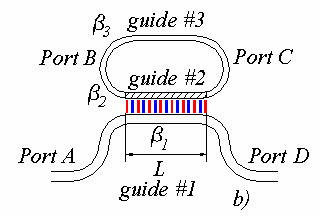 β3 guide #3
Port B Port C
guide #2
β2
β1
Port A Port D
L
guide #1
b)